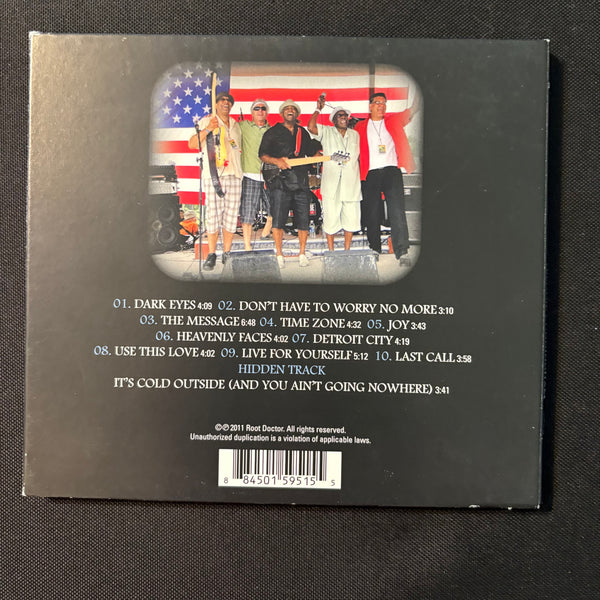 01. DARK EYES 4:09 02. DON'T HAVE TO WORRY NO MORE 3:10
03. THE MESSAGE 6:48 04. TIME ZONE 4:32 05. JOY 3:43
06. HEAVENLY FACES 4:02 07. DETROIT CITY 4:19
08. USE THIS LOVE 4:02 09. LIVE FOR YOURSELF 5:12 10. LAST CALL 3:58
HIDDEN TRACK
IT'S COLD OUTSIDE (AND YOU AIN'T GOING NOWHERE) 3:41
©℗ 2011 Root Doctor. All rights reserved.
Unauthorized duplication is a violation of applicable laws.
8 84501 59515 5